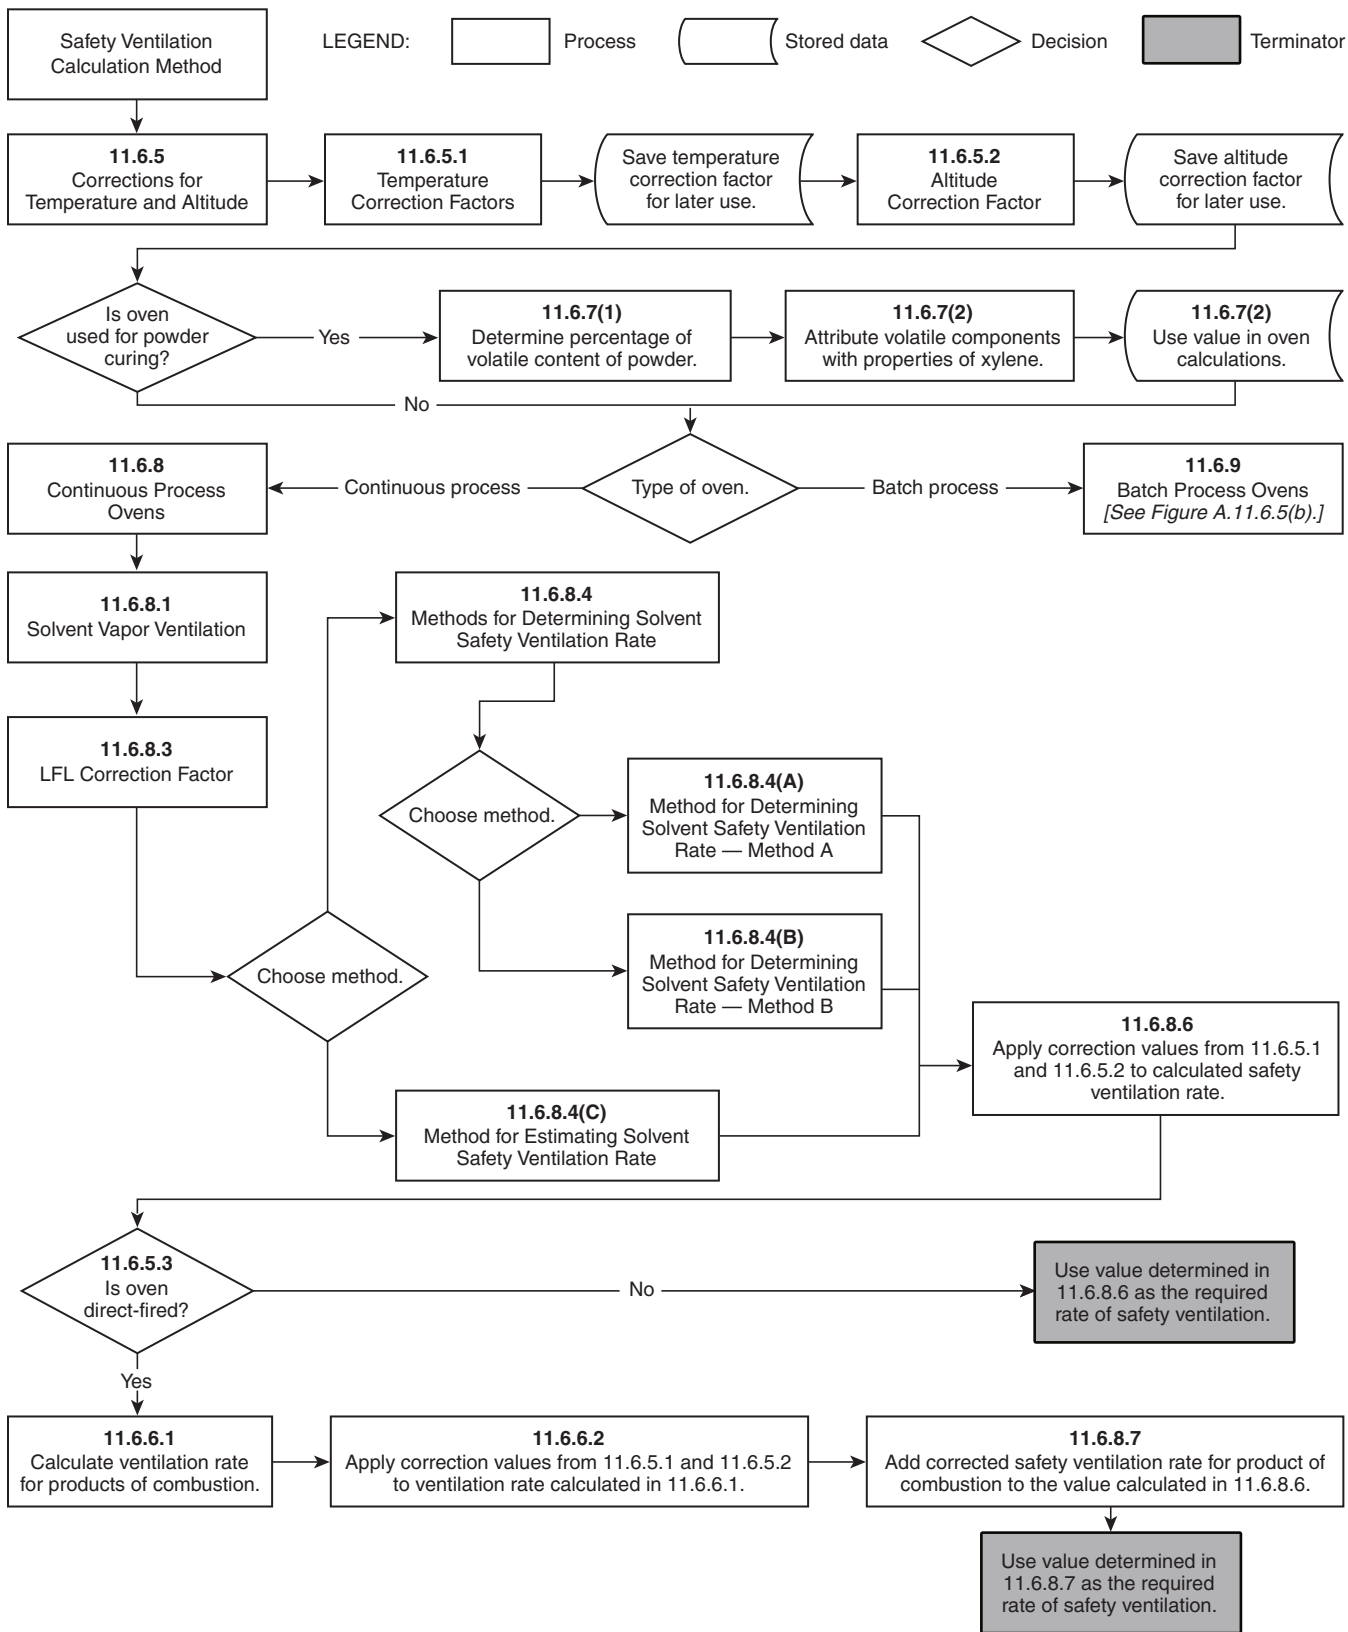 Safety Ventilation
Calculation Method
LEGEND:
Process
Stored data
Decision
Terminator
11.6.5
Corrections for
Temperature and Altitude
11.6.5.1
Temperature
Correction Factors
Save temperature
correction factor
for later use.
11.6.5.2
Altitude
Correction Factor
Save altitude
correction factor
for later use.
Is oven
used for powder
curing?
Yes
11.6.7(1)
Determine percentage of
volatile content of powder.
11.6.7(2)
Attribute volatile components
with properties of xylene.
11.6.7(2)
Use value in oven
calculations.
No
11.6.8
Continuous Process
Ovens
Continuous process
Type of oven.
Batch process
11.6.9
Batch Process Ovens
[See Figure A.11.6.5(b).]
11.6.8.1
Solvent Vapor Ventilation
11.6.8.4
Methods for Determining Solvent
Safety Ventilation Rate
11.6.8.3
LFL Correction Factor
Choose method.
11.6.8.4(A)
Method for Determining
Solvent Safety Ventilation
Rate — Method A
11.6.8.4(B)
Method for Determining
Solvent Safety Ventilation
Rate — Method B
Choose method.
11.6.8.6
Apply correction values from 11.6.5.1
and 11.6.5.2 to calculated safety
ventilation rate.
11.6.8.4(C)
Method for Estimating Solvent
Safety Ventilation Rate
11.6.5.3
Is oven
direct-fired?
No
Use value determined in
11.6.8.6 as the required
rate of safety ventilation.
Yes
11.6.6.1
Calculate ventilation rate
for products of combustion.
11.6.6.2
Apply correction values from 11.6.5.1 and 11.6.5.2
to ventilation rate calculated in 11.6.6.1.
11.6.8.7
Add corrected safety ventilation rate for product of
combustion to the value calculated in 11.6.8.6.
Use value determined in
11.6.8.7 as the required
rate of safety ventilation.